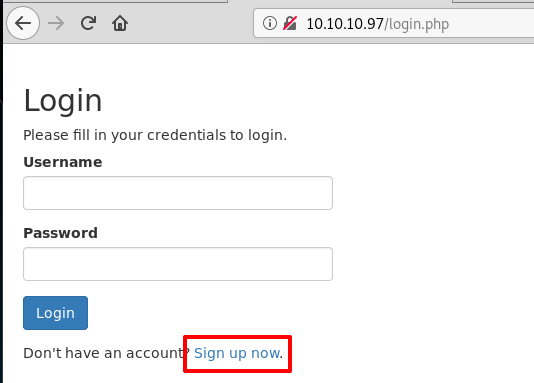 10.10.10.97/login.php
Login
Please fill in your credentials to login.
Username
Password
Login
Don't have an account? Sign up now.